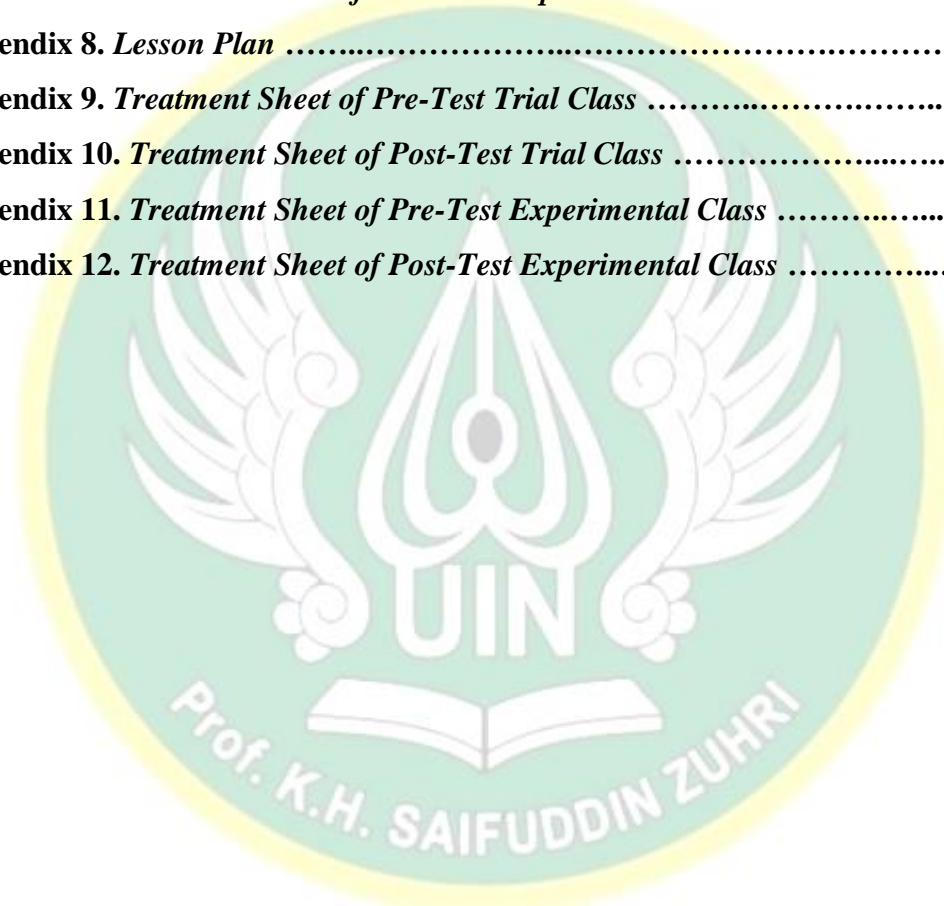 endix 8. Lesson Plan ……..………………..…………………….…………
endix 9. Treatment Sheet of Pre-Test Trial Class ………..……….……..
endix 10. Treatment Sheet of Post-Test Trial Class ………………....…..
endix 11. Treatment Sheet of Pre-Test Experimental Class ……….…...
endix 12. Treatment Sheet of Post-Test Experimental Class …………...…
UIN
Prof. K.H. SAIFUDDIN ZUHRI